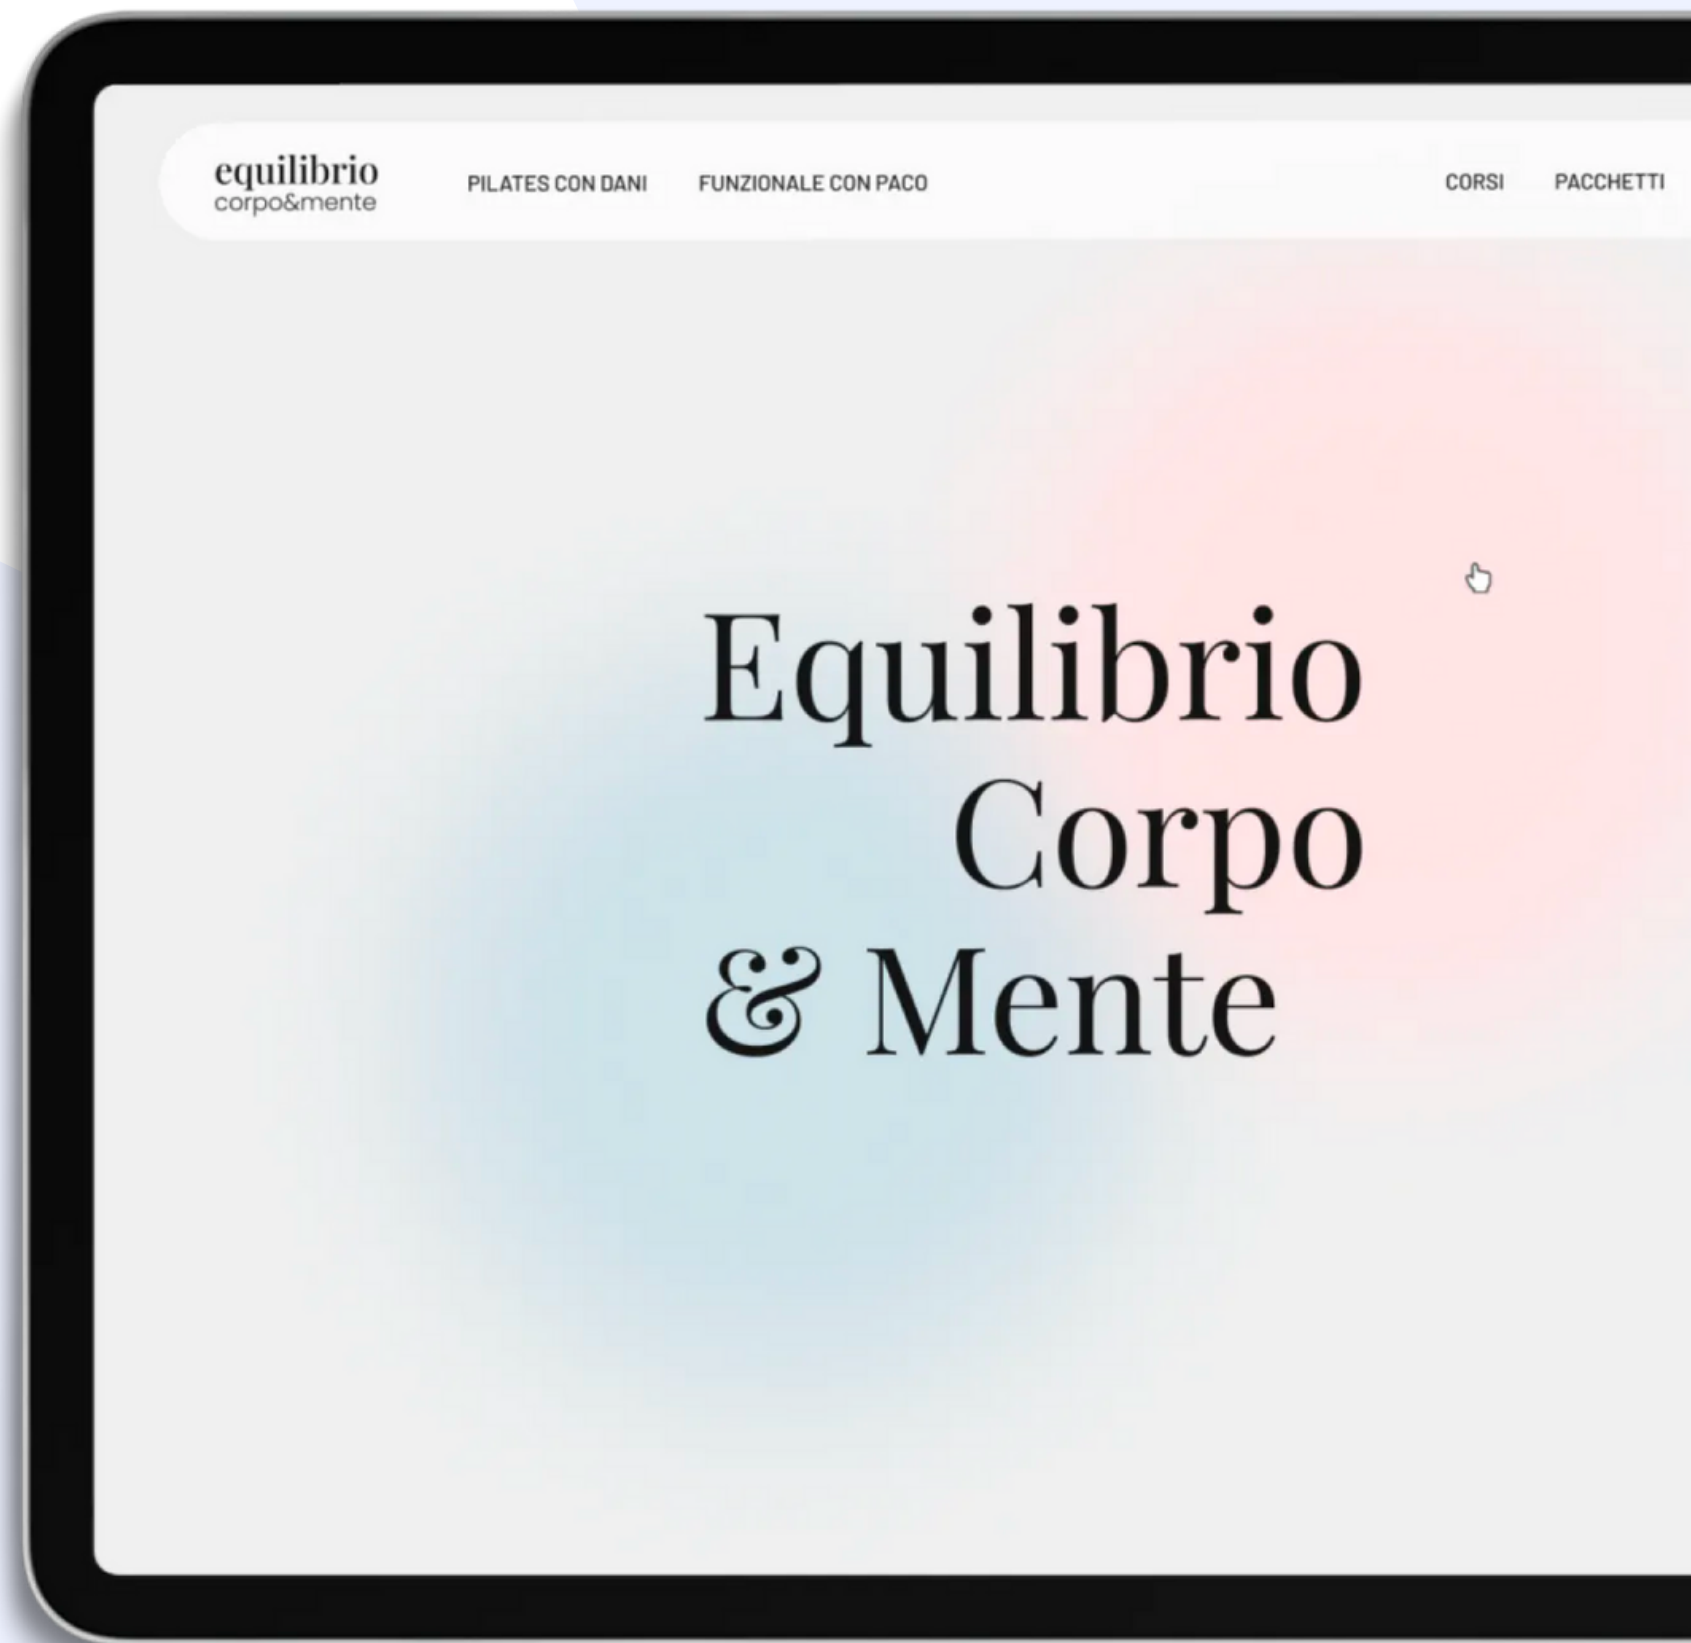 equilibrio
corpo&mente
PILATES CON DANI
FUNZIONALE CON PACO
CORSI
PACCHETTI
Equilibrio
Corpo
& Mente